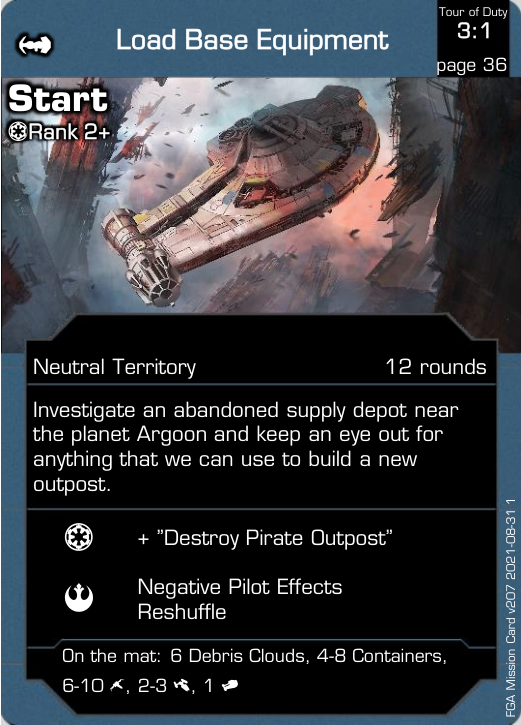 Load Base Equipment
Tour of Duty
3:1
page 36
Start
Rank 2+
Neutral Territory 12 rounds
Investigate an abandoned supply depot near
the planet Argoon and keep an eye out for
anything that we can use to build a new
outpost.
+ "Destroy Pirate Outpost"
Negative Pilot Effects
Reshuffle
On the mat: 6 Debris Clouds, 4-8 Containers,
6-10 , 2-3 , 1
FGA Mission Card v207 2021-08-31 1